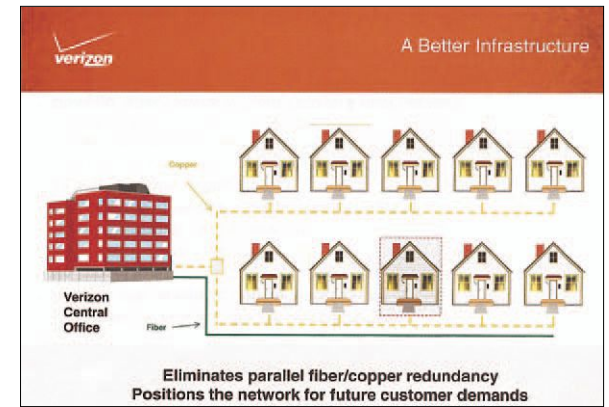 verizon
A Better Infrastructure
Copper
Verizon
Central
Office
Fiber
Eliminates parallel fiber/copper redundancy
Positions the network for future customer demands